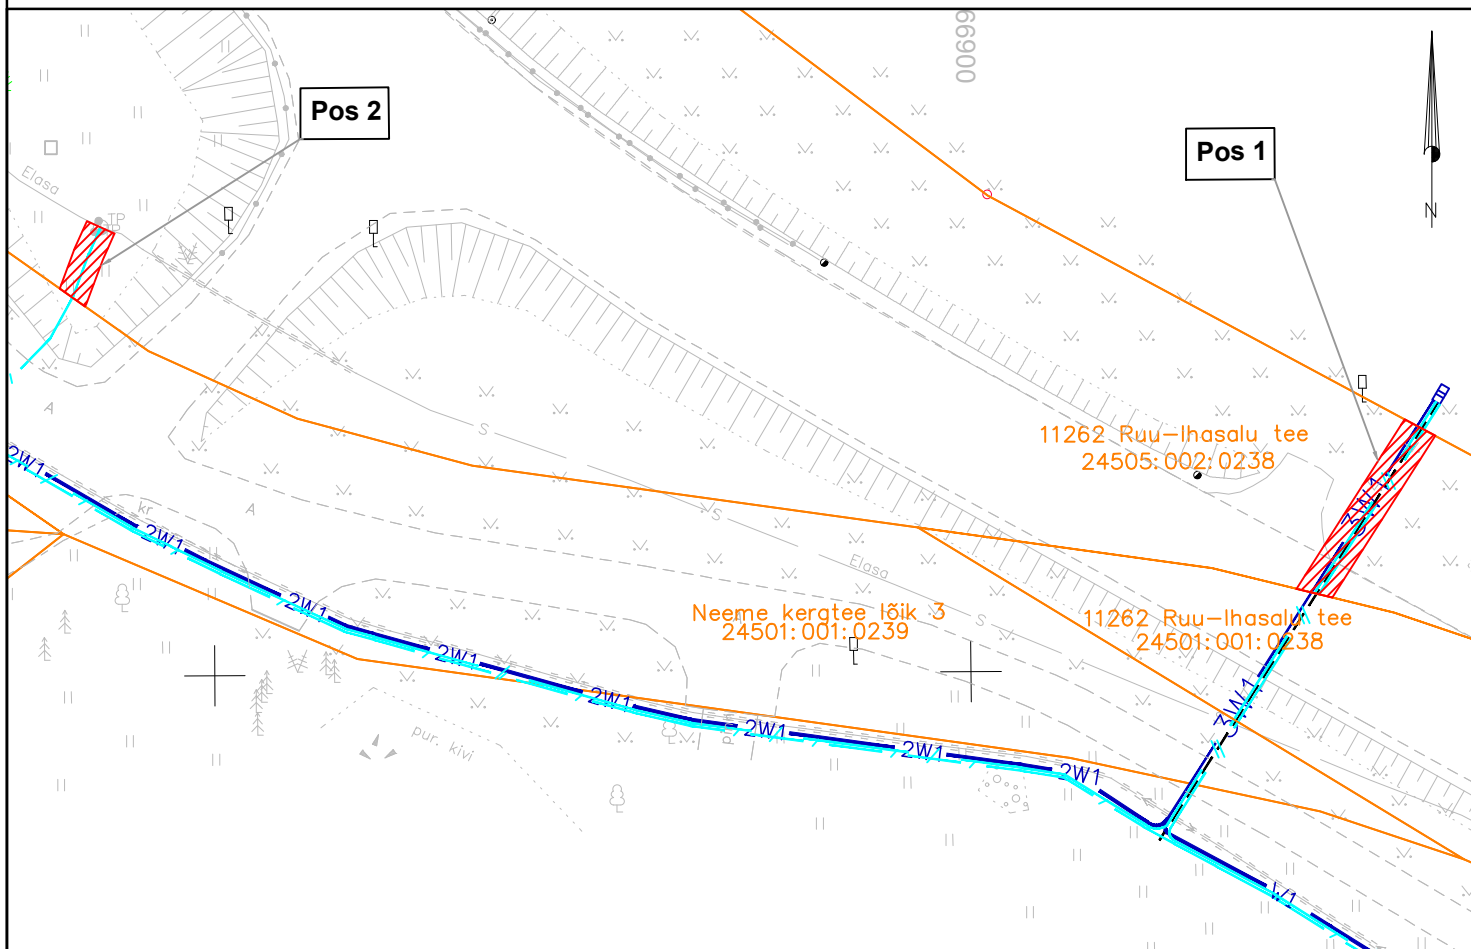 00699
Pos 2
Pos 1
Elasa
TP
N
11262 Ruu-Ihasalu tee
24505:002:0238
A
S
2W1
kr
A
S
3W1
2W1
Elasa
2W1
Neeme kergtee lõik 3
24501:001:0239
S
11262 Ruu-Ihasalu tee
24501:001:0238
2W1
2W1
3W1
pur. kivi
2W1
2W1
2W1
W1